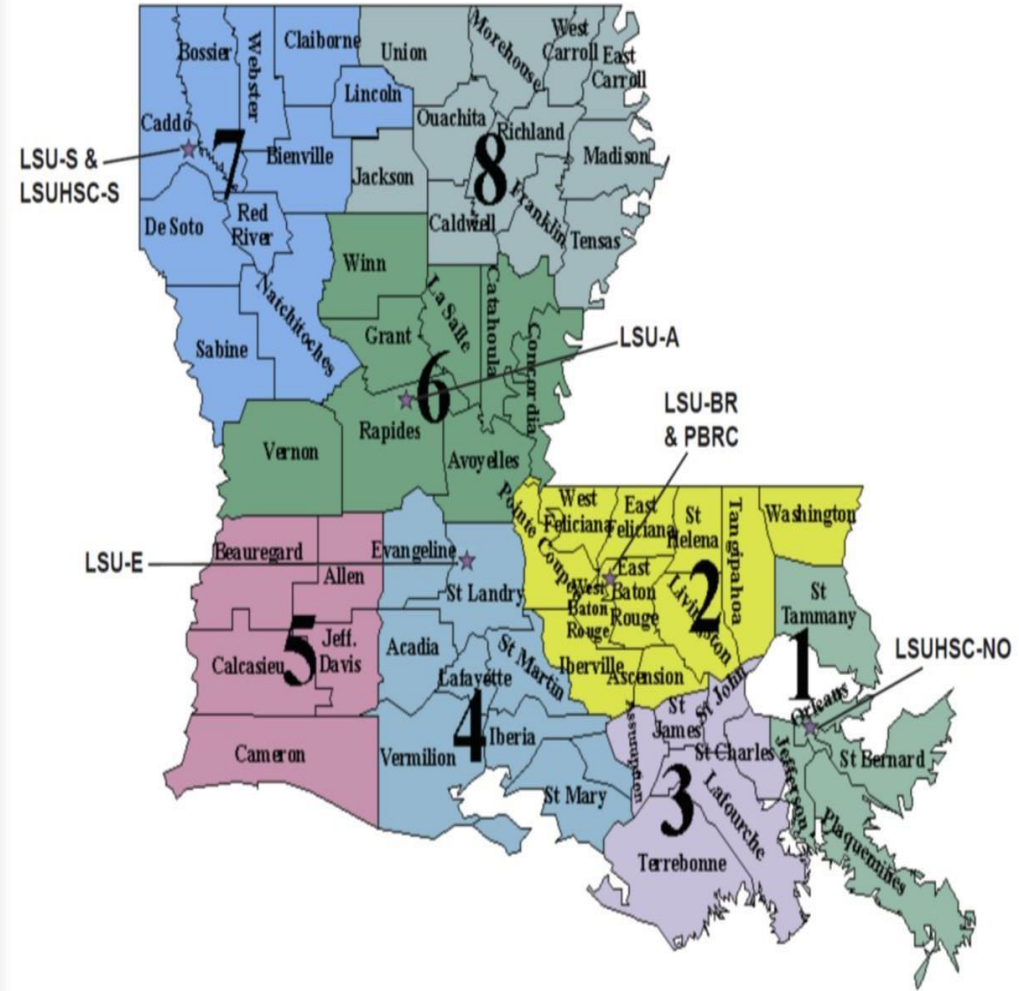 Bossier
Webster
Claiborne
Union
Morehouse
West
Carroll
East
Carroll
Lincoln
Caddo
Ouachita
Richland
LSU-S &
LSUHSC-S
7
Bienville
Jackson
8
Madison
De Soto
Red
River
Caldwell
Franklin
Tensas
Winn
Natchitoches
La Salle
Catahoula
Concordia
Sabine
Grant
LSU-A
6
Rapides
LSU-BR
& PBRC
Vernon
Avoyelles
Pointe Coupee
West
Feliciana
East
Feliciana
St
Helena
Tangipahoa
Washington
Beauregard
Evangeline
LSU-E
Allen
St Landry
West
Baton
Rouge
East
Baton
Rouge
Livingston
2
St
Tammany
5
Jeff.
Davis
Calcasieu
Acadia
Lafayette
St Martin
Iberville
Ascension
1
LSUHSC-NO
Orleans
St
James
St John
Assumption
St Charles
Jefferson
St Bernard
Cameron
Vermilion
4
Iberia
St Mary
3
Lafourche
Plaquemines
Terrebonne